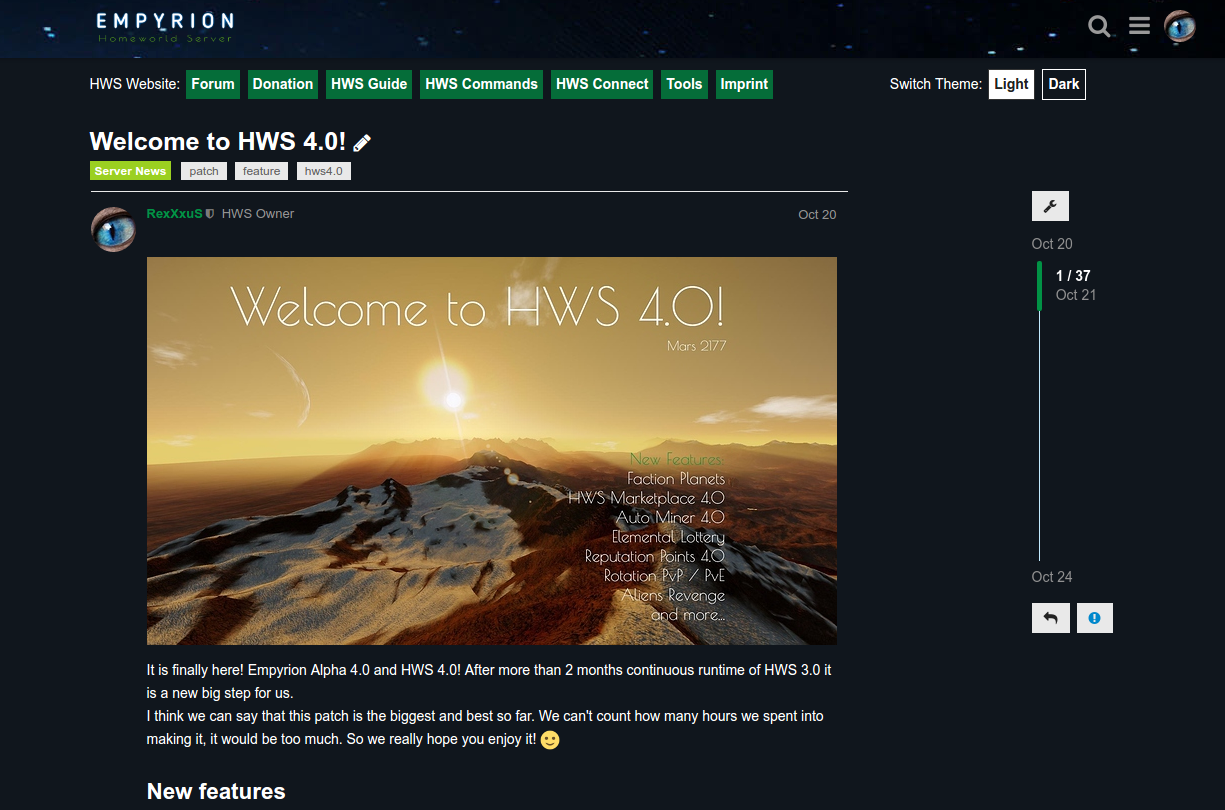 EMPYRION
Homeworld Server
HWS Website: Forum Donation HWS Guide HWS Commands HWS Connect Tools Imprint Switch Theme: Light Dark
Welcome to HWS 4.0!
Server News patch feature hws4.0
RexXxuS HWS Owner Oct 20
Welcome to HWS 4.0!
Mars 2177
New Features:
Faction Planets
HWS Marketplace 4.0
Auto Miner 4.0
Elemental Lottery
Reputation Points 4.0
Rotation PvP / PvE
Aliens Revenge
and more...
Oct 20
1 / 37
Oct 21
Oct 24
It is finally here! Empyrion Alpha 4.0 and HWS 4.0! After more than 2 months continuous runtime of HWS 3.0 it
is a new big step for us.
I think we can say that this patch is the biggest and best so far. We can't count how many hours we spent into
making it, it would be too much. So we really hope you enjoy it!
New features